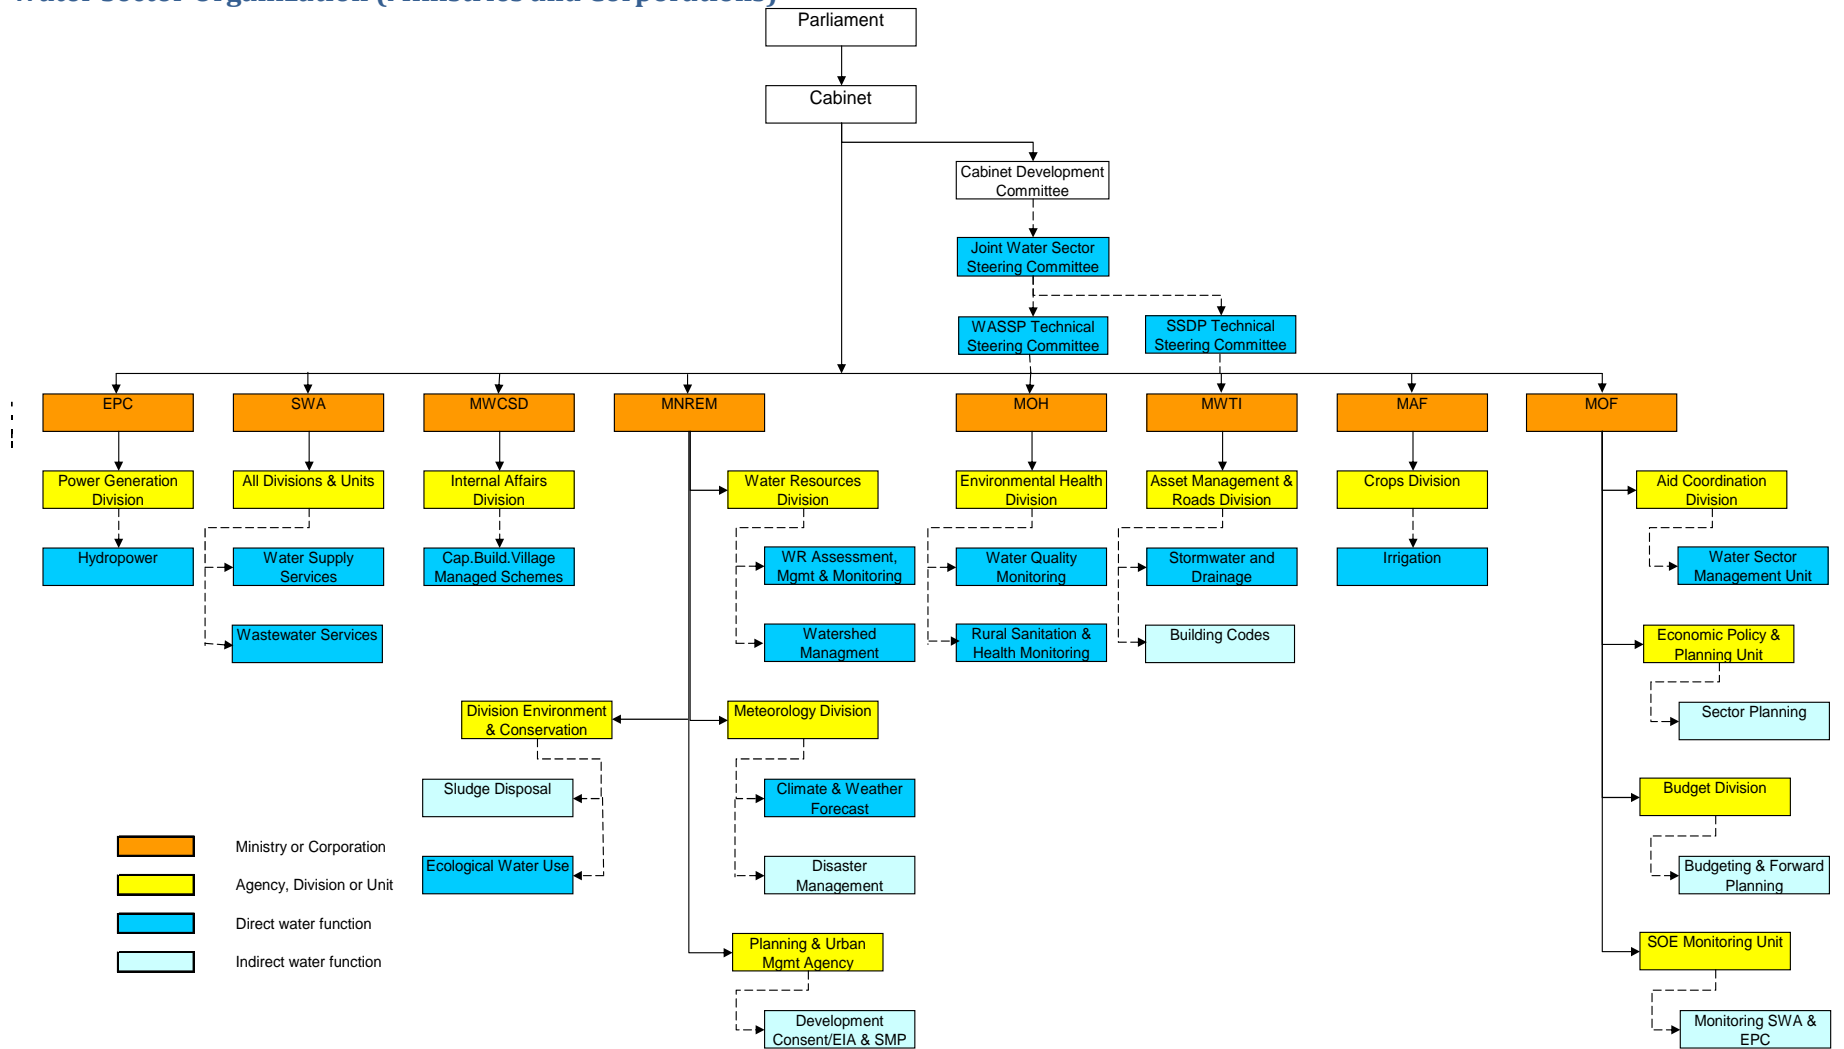 Water Sector Organization (Ministries and Corporations)
Parliament
Cabinet
Cabinet Development
Committee
Joint Water Sector
Steering Committee
WASSP Technical
Steering Committee
SSDP Technical
Steering Committee
EPC
SWA
MWCSD
MNREM
MOH
MWTI
MAF
MOF
Power Generation
Division
All Divisions & Units
Internal Affairs
Division
Water Resources
Division
Environmental Health
Division
Asset Management &
Roads Division
Crops Division
Aid Coordination
Division
Hydropower
Water Supply
Services
Cap.Build.Village
Managed Schemes
WR Assessment,
Mgmt & Monitoring
Water Quality
Monitoring
Stormwater and
Drainage
Irrigation
Water Sector
Management Unit
Wastewater Services
Watershed
Managment
Rural Sanitation &
Health Monitoring
Building Codes
Economic Policy &
Planning Unit
Division Environment
& Conservation
Meteorology Division
Sector Planning
Sludge Disposal
Climate & Weather
Forecast
Budget Division
Ministry or Corporation
Ecological Water Use
Disaster
Management
Budgeting & Forward
Planning
Agency, Division or Unit
Direct water function
Planning & Urban
Mgmt Agency
SOE Monitoring Unit
Indirect water function
Development
Consent/EIA & SMP
Monitoring SWA &
EPC